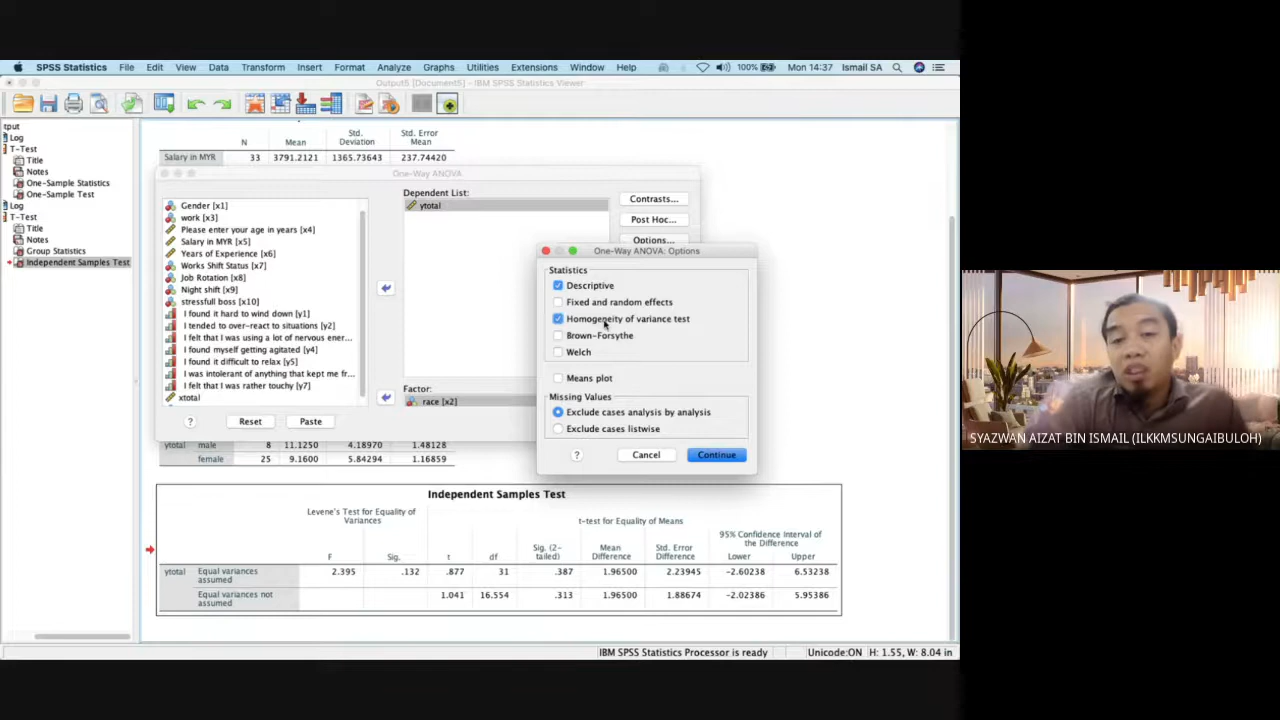 SPSS Statistics File Edit View Data Transform Insert Format Analyze Graphs Utilities Extensions Window Help 100% Mon 14:37 Ismail SA
Output5 [Document5] - IBM SPSS Statistics Viewer
tput
Log
T-Test
Title
Notes
One-Sample Statistics
One-Sample Test
Log
T-Test
Title
Notes
Group Statistics
Independent Samples Test
N Mean Std. Deviation Std. Error Mean
Salary in MYR 33 3791.2121 1365.73643 237.74420
One-Way ANOVA
Gender [x1]
work [x3]
Please enter your age in years [x4]
Salary in MYR [x5]
Years of Experience [x6]
Works Shift Status [x7]
Job Rotation [x8]
Night shift [x9]
stressfull boss [x10]
I found it hard to wind down [y1]
I tended to over-react to situations [y2]
I felt that I was using a lot of nervous ener...
I found myself getting agitated [y4]
I found it difficult to relax [y5]
I was intolerant of anything that kept me fr...
I felt that I was rather touchy [y7]
xtotal
Dependent List:
ytotal
Factor:
race [x2]
Contrasts...
Post Hoc...
Options...
? Reset Paste
One-Way ANOVA: Options
Statistics
Descriptive
Fixed and random effects
Homogeneity of variance test
Brown-Forsythe
Welch
Means plot
Missing Values
Exclude cases analysis by analysis
Exclude cases listwise
? Cancel Continue
ytotal male 8 11.1250 4.18970 1.48128
female 25 9.1600 5.84294 1.16859
Independent Samples Test
Levene's Test for Equality of Variances
t-test for Equality of Means
95% Confidence Interval of the Difference
F Sig. t df Sig. (2-tailed) Mean Difference Std. Error Difference Lower Upper
ytotal Equal variances assumed 2.395 .132 .877 31 .387 1.96500 2.23945 -2.60238 6.53238
Equal variances not assumed 1.041 16.554 .313 1.96500 1.88674 -2.02386 5.95386
IBM SPSS Statistics Processor is ready Unicode:ON H: 1.55, W: 8.04 in
SYAZWAN AIZAT BIN ISMAIL (ILKKMSUNGAIBULOH)